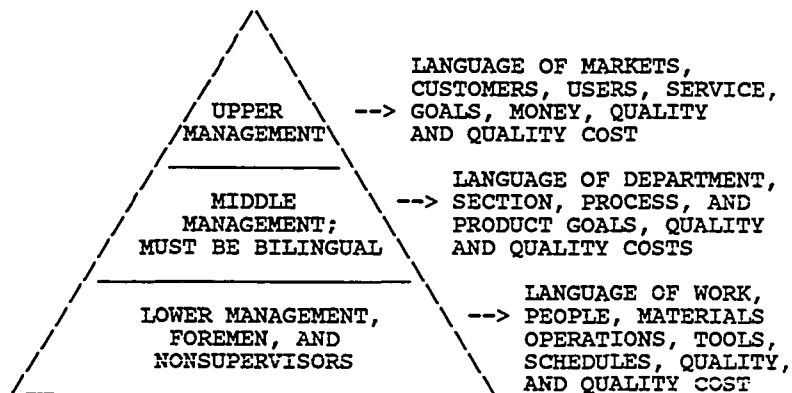 UPPER
MANAGEMENT
--> LANGUAGE OF MARKETS,
CUSTOMERS, USERS, SERVICE,
GOALS, MONEY, QUALITY
AND QUALITY COST
MIDDLE
MANAGEMENT;
MUST BE BILINGUAL
--> LANGUAGE OF DEPARTMENT,
SECTION, PROCESS, AND
PRODUCT GOALS, QUALITY
AND QUALITY COSTS
LOWER MANAGEMENT,
FOREMEN, AND
NONSUPERVISORS
--> LANGUAGE OF WORK,
PEOPLE, MATERIALS
OPERATIONS, TOOLS,
SCHEDULES, QUALITY,
AND QUALITY COST